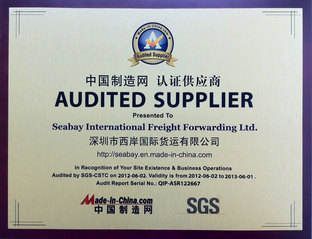 Audited Supplier
中国制造网 认证供应商
AUDITED SUPPLIER
Presented To
Seabay International Freight Forwarding Ltd.
深圳市西岸国际货运有限公司
http://seabay.en.made-in-china.com
in Recognition of Your Site Existence & Business Operations
Audited by SGS-CSTC on 2012-06-02. Validity is from 2012-06-02 to 2013-06-01.
Audit Report Serial No.: QIP-ASR122667
Made-in-China.com
中国制造网
SGS